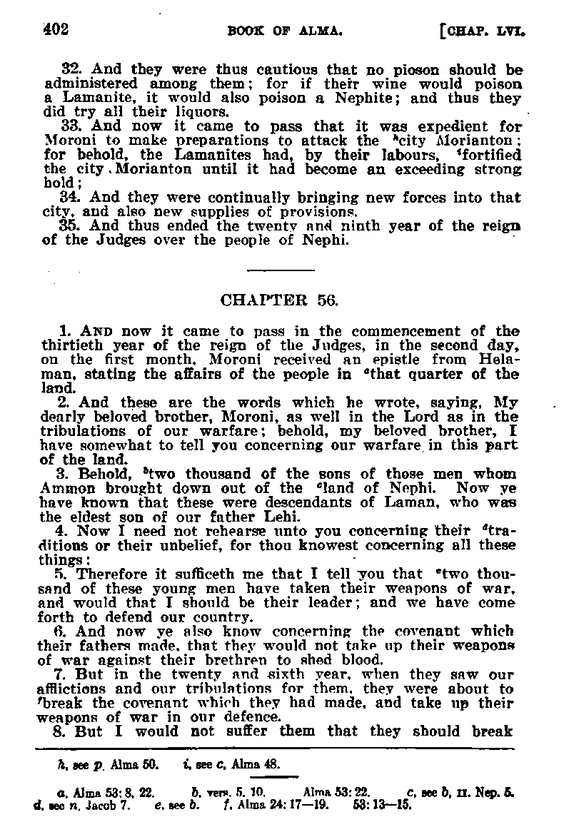 402 BOOK OF ALMA. [CHAP. LVI.
32. And they were thus cautious that no pioson should be
administered among them; for if their wine would poison
a Lamanite, it would also poison a Nephite; and thus they
did try all their liquors.
33. And now it came to pass that it was expedient for
Moroni to make preparations to attack the ʰcity Morianton;
for behold, the Lamanites had, by their labours, ⁱfortified
the city Morianton until it had become an exceeding strong
hold;
34. And they were continually bringing new forces into that
city, and also new supplies of provisions.
35. And thus ended the twenty and ninth year of the reign
of the Judges over the people of Nephi.
CHAPTER 56.
1. AND now it came to pass in the commencement of the
thirtieth year of the reign of the Judges, in the second day,
on the first month, Moroni received an epistle from Hela-
man, stating the affairs of the people in ᵃthat quarter of the
land.
2. And these are the words which he wrote, saying, My
dearly beloved brother, Moroni, as well in the Lord as in the
tribulations of our warfare; behold, my beloved brother, I
have somewhat to tell you concerning our warfare in this part
of the land.
3. Behold, ᵇtwo thousand of the sons of those men whom
Ammon brought down out of the ᶜland of Nephi. Now ye
have known that these were descendants of Laman, who was
the eldest son of our father Lehi.
4. Now I need not rehearse unto you concerning their ᵈtra-
ditions or their unbelief, for thou knowest concerning all these
things:
5. Therefore it sufficeth me that I tell you that ᵉtwo thou-
sand of these young men have taken their weapons of war,
and would that I should be their leader; and we have come
forth to defend our country.
6. And now ye also know concerning the covenant which
their fathers made, that they would not take up their weapons
of war against their brethren to shed blood.
7. But in the twenty and sixth year, when they saw our
afflictions and our tribulations for them, they were about to
ᶠbreak the covenant which they had made, and take up their
weapons of war in our defence.
8. But I would not suffer them that they should break
h, see p, Alma 50. i, see c, Alma 48.
a, Alma 53: 8, 22. b, vers. 5, 10. Alma 53: 22. c, see b, II. Nep. 5.
d, see n, Jacob 7. e, see b. f, Alma 24: 17—19. 53: 13—15.